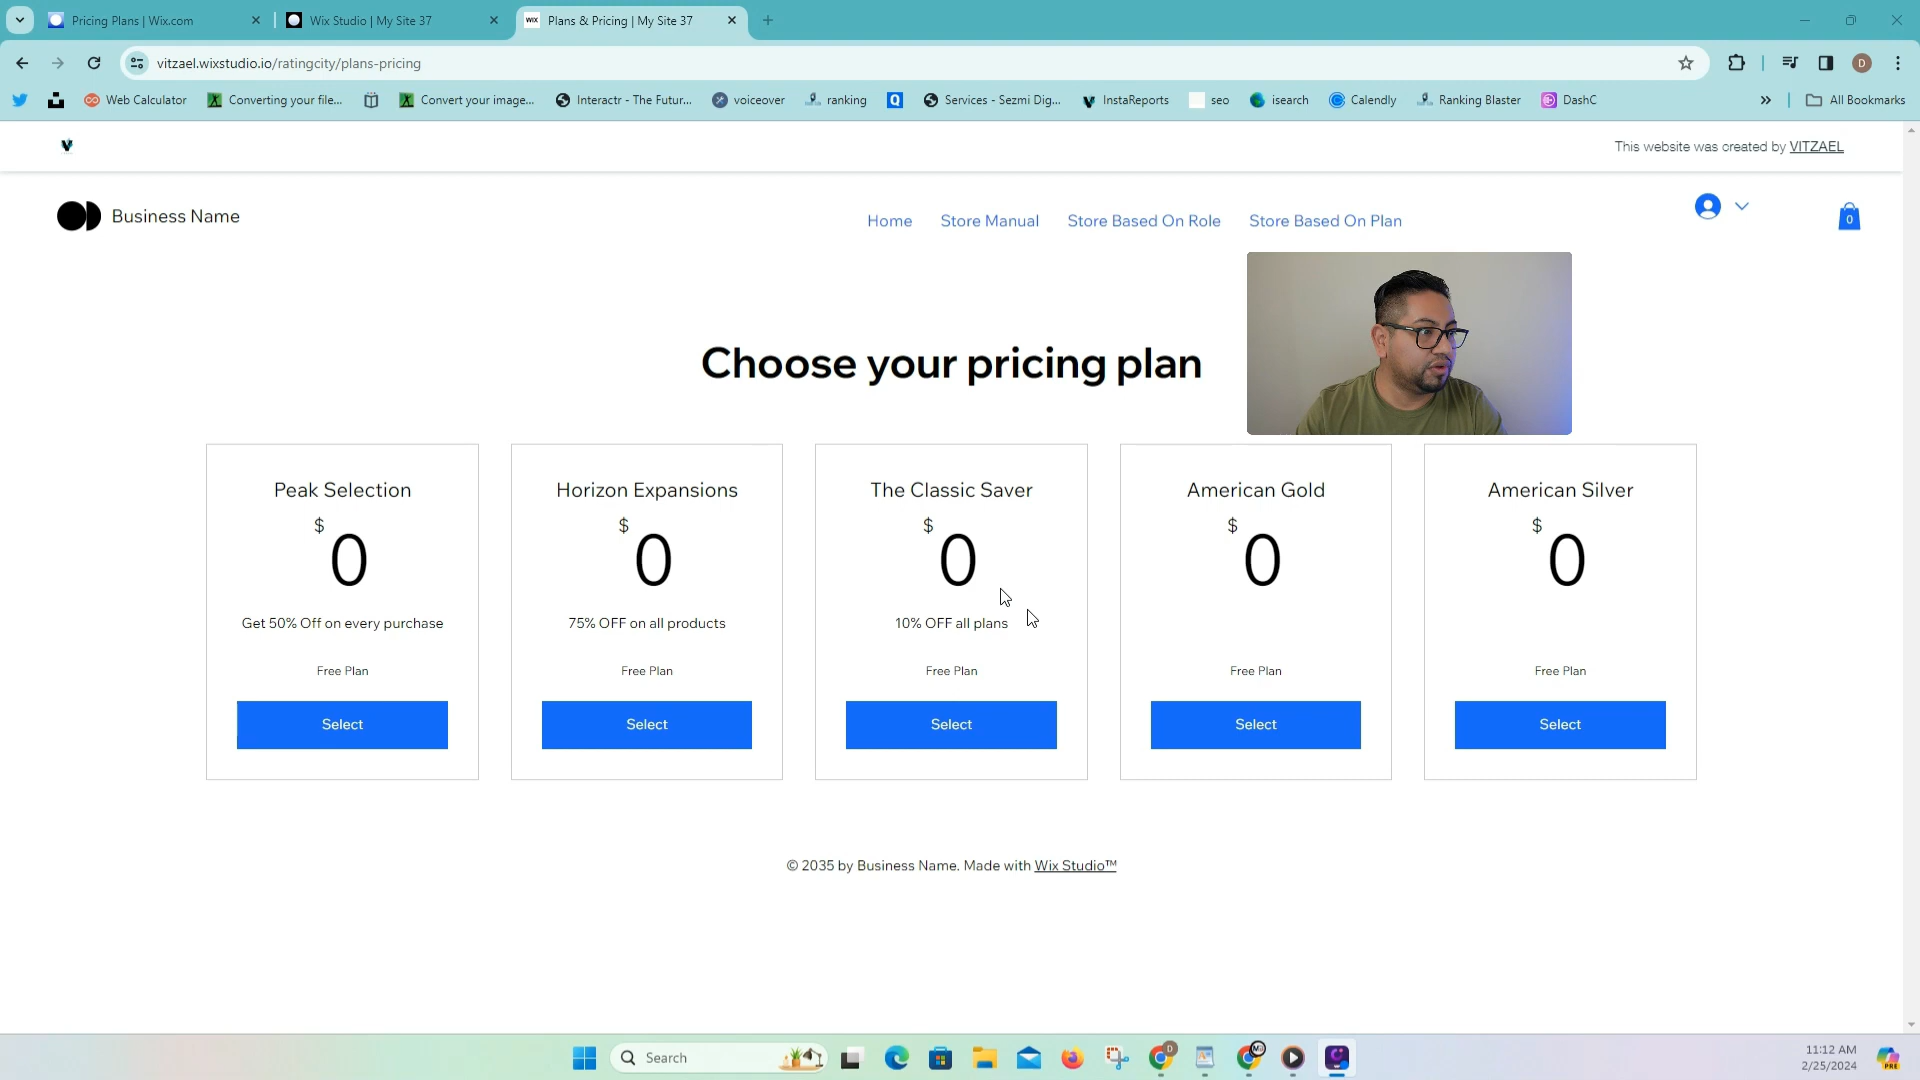 Pricing Plans | Wix.com
Wix Studio | My Site 37
WIX Plans & Pricing | My Site 37
vitzael.wixstudio.io/ratingcity/plans-pricing
D
Web Calculator
Converting your file...
Convert your image...
Interactr - The Futur...
voiceover
ranking
Q
Services - Sezmi Dig...
InstaReports
seo
isearch
Calendly
Ranking Blaster
DashC
All Bookmarks
This website was created by VITZAEL
Business Name
Home
Store Manual
Store Based On Role
Store Based On Plan
0
Choose your pricing plan
Peak Selection
$
0
Get 50% Off on every purchase
Free Plan
Select
Horizon Expansions
$
0
75% OFF on all products
Free Plan
Select
The Classic Saver
$
0
10% OFF all plans
Free Plan
Select
American Gold
$
0
Free Plan
Select
American Silver
$
0
Free Plan
Select
© 2035 by Business Name. Made with Wix Studio™
Search
D
11:12 AM
2/25/2024
PRE